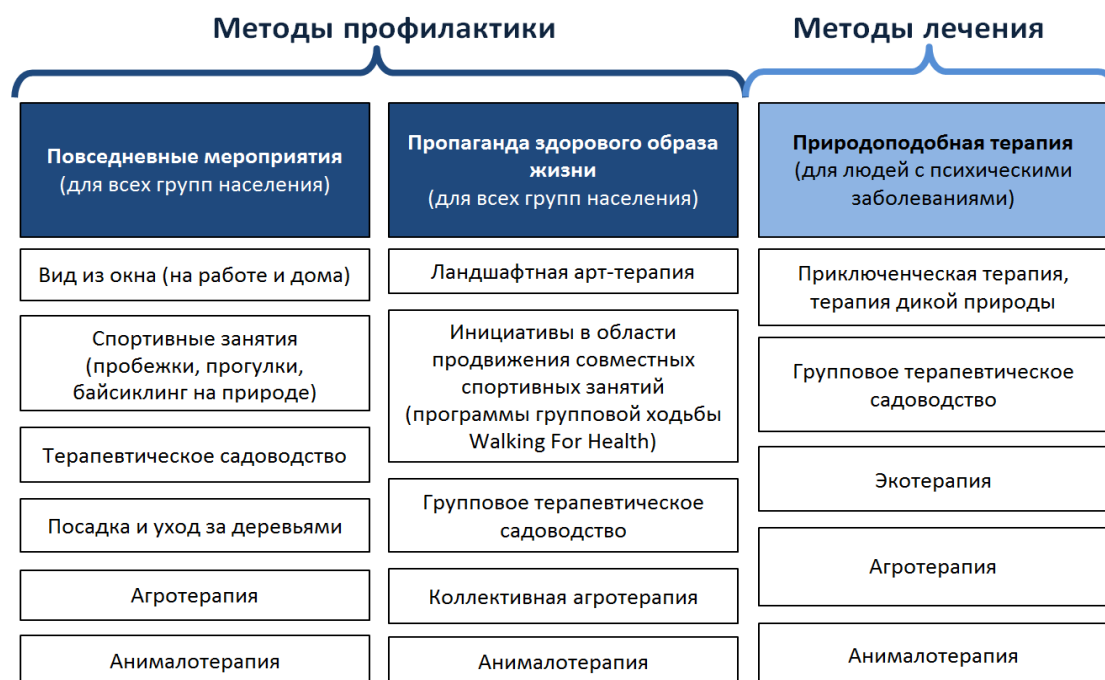 Методы профилактики
Методы лечения
Повседневные мероприятия
(для всех групп населения)
Вид из окна (на работе и дома)
Спортивные занятия
(пробежки, прогулки,
байсиклинг на природе)
Терапевтическое садоводство
Посадка и уход за деревьями
Агротерапия
Анималотерапия
Пропаганда здорового образа
жизни
(для всех групп населения)
Ландшафтная арт-терапия
Инициативы в области
продвижения совместных
спортивных занятий
(программы групповой ходьбы
Walking For Health)
Групповое терапевтическое
садоводство
Коллективная агротерапия
Анималотерапия
Природоподобная терапия
(для людей с психическими
заболеваниями)
Приключенческая терапия,
терапия дикой природы
Групповое терапевтическое
садоводство
Экотерапия
Агротерапия
Анималотерапия